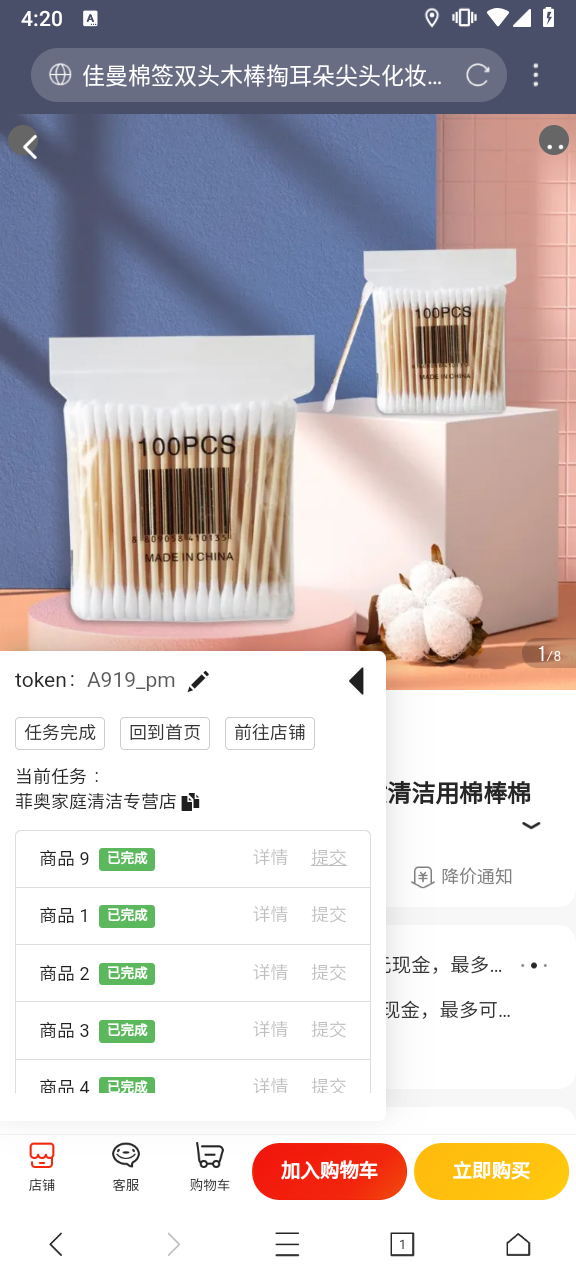 4:20
A
佳曼棉签双头木棒掏耳朵尖头化妆...
100PCS
MADE IN CHINA
100PCS
8 609058 410135
MADE IN CHINA
1/8
token: A919_pm
任务完成 回到首页 前往店铺
当前任务：
菲奥家庭清洁专营店
清洁用棉棒棉
降价通知
商品 9 已完成 详情 提交
商品 1 已完成 详情 提交
商品 2 已完成 详情 提交
元现金，最多...
商品 3 已完成 详情 提交
现金，最多可...
商品 4 已完成 详情 提交
店铺 客服 购物车 加入购物车 立即购买
1